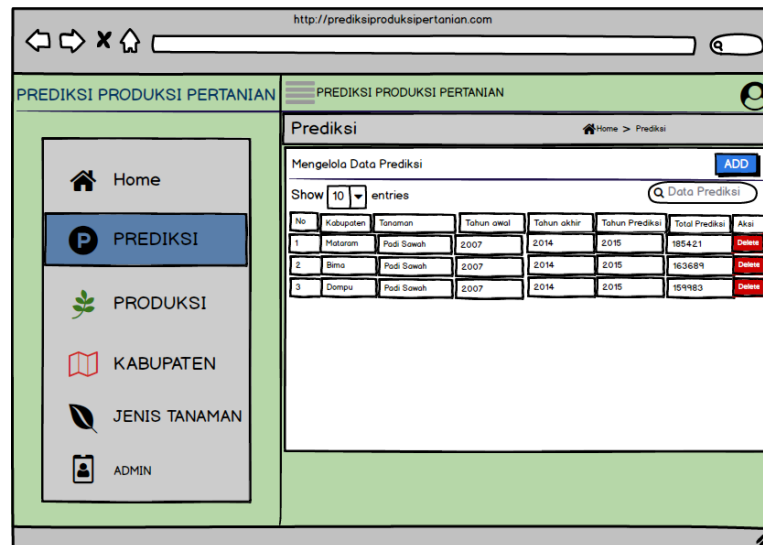 http://prediksiproduksipertanian.com
PREDIKSI PRODUKSI PERTANIAN
PREDIKSI PRODUKSI PERTANIAN
Home
PREDIKSI
PRODUKSI
KABUPATEN
JENIS TANAMAN
ADMIN
Prediksi
Home > Prediksi
Mengelola Data Prediksi
ADD
Show 10 entries
Data Prediksi
No Kabupaten Tanaman Tahun awal Tahun akhir Tahun Prediksi Total Prediksi Aksi
1 Mataram Padi Sawah 2007 2014 2015 185421 Delete
2 Bima Padi Sawah 2007 2014 2015 163689 Delete
3 Dompu Padi Sawah 2007 2014 2015 159983 Delete